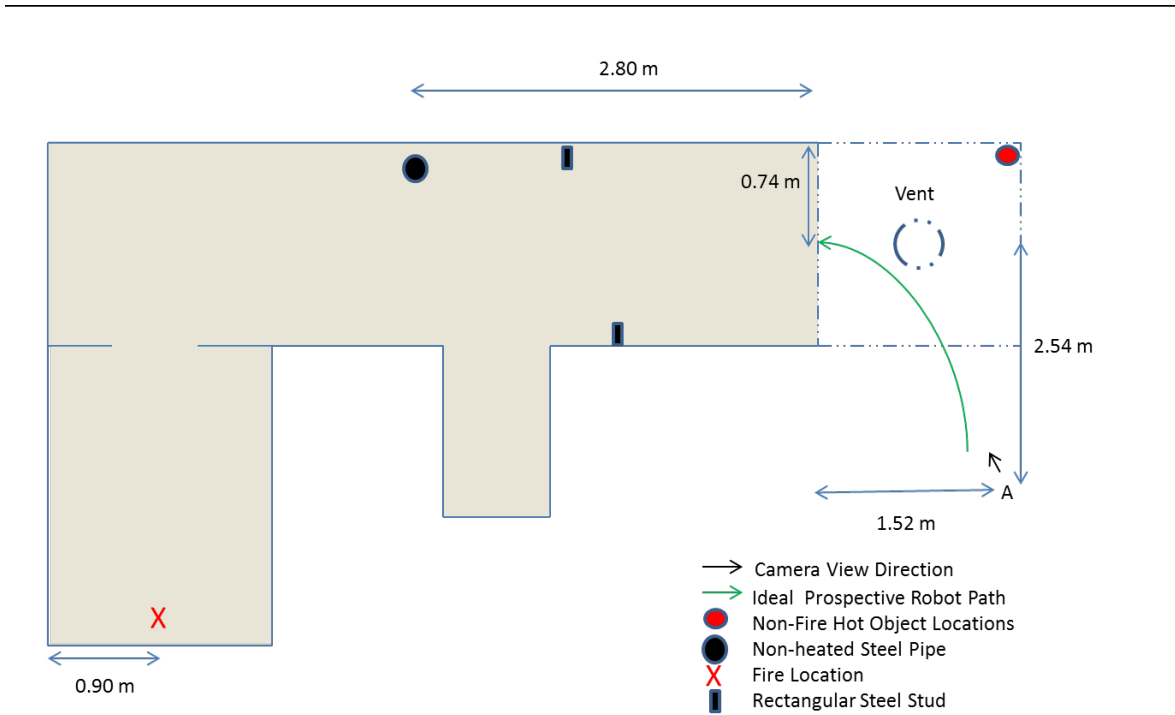 2.80 m
0.74 m
Vent
2.54 m
A
1.52 m
X
0.90 m
Camera View Direction
Ideal Prospective Robot Path
Non-Fire Hot Object Locations
Non-heated Steel Pipe
X Fire Location
Rectangular Steel Stud